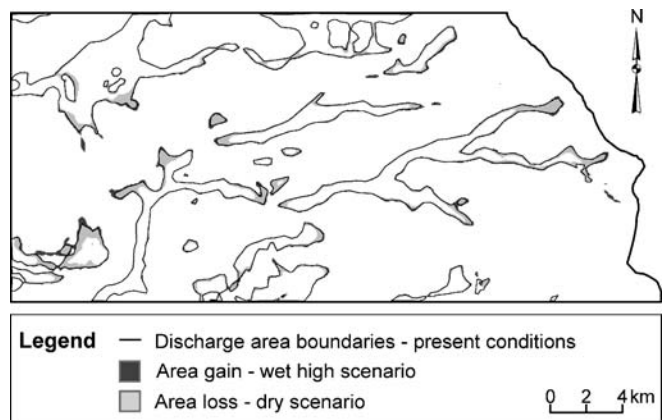 N
Legend
Discharge area boundaries - present conditions
Area gain - wet high scenario
Area loss - dry scenario
0 2 4 km